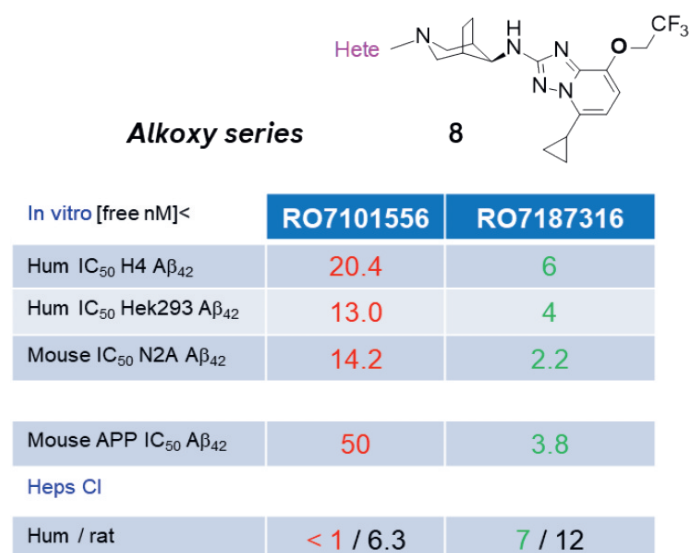 CF₃
H
N N N O
Hete N N
N
Alkoxy series 8
In vitro [free nM]< RO7101556 RO7187316
Hum IC₅₀ H4 Aβ₄₂ 20.4 6
Hum IC₅₀ Hek293 Aβ₄₂ 13.0 4
Mouse IC₅₀ N2A Aβ₄₂ 14.2 2.2
Mouse APP IC₅₀ Aβ₄₂ 50 3.8
Heps Cl
Hum / rat < 1 / 6.3 7 / 12